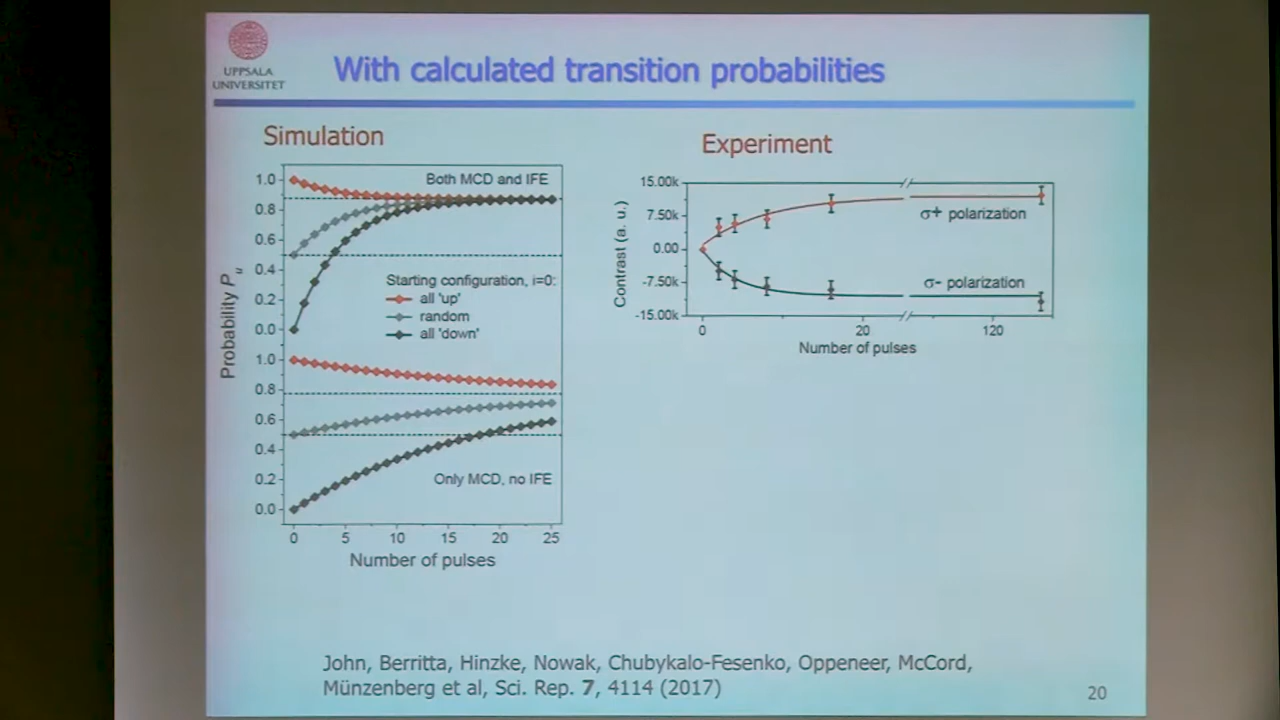 UPPSALA
UNIVERSITET
With calculated transition probabilities
Simulation
Both MCD and IFE
1.0
0.8
0.6
0.4
0.2
0.0
Starting configuration, i=0:
all 'up'
random
all 'down'
1.0
0.8
0.6
0.4
0.2
0.0
Only MCD, no IFE
Probability Pu
0 5 10 15 20 25
Number of pulses
Experiment
15.00k
7.50k
0.00
-7.50k
-15.00k
Contrast (a. u.)
σ+ polarization
σ- polarization
0 20 120
Number of pulses
John, Berritta, Hinzke, Nowak, Chubykalo-Fesenko, Oppeneer, McCord,
Münzenberg et al, Sci. Rep. 7, 4114 (2017)
20